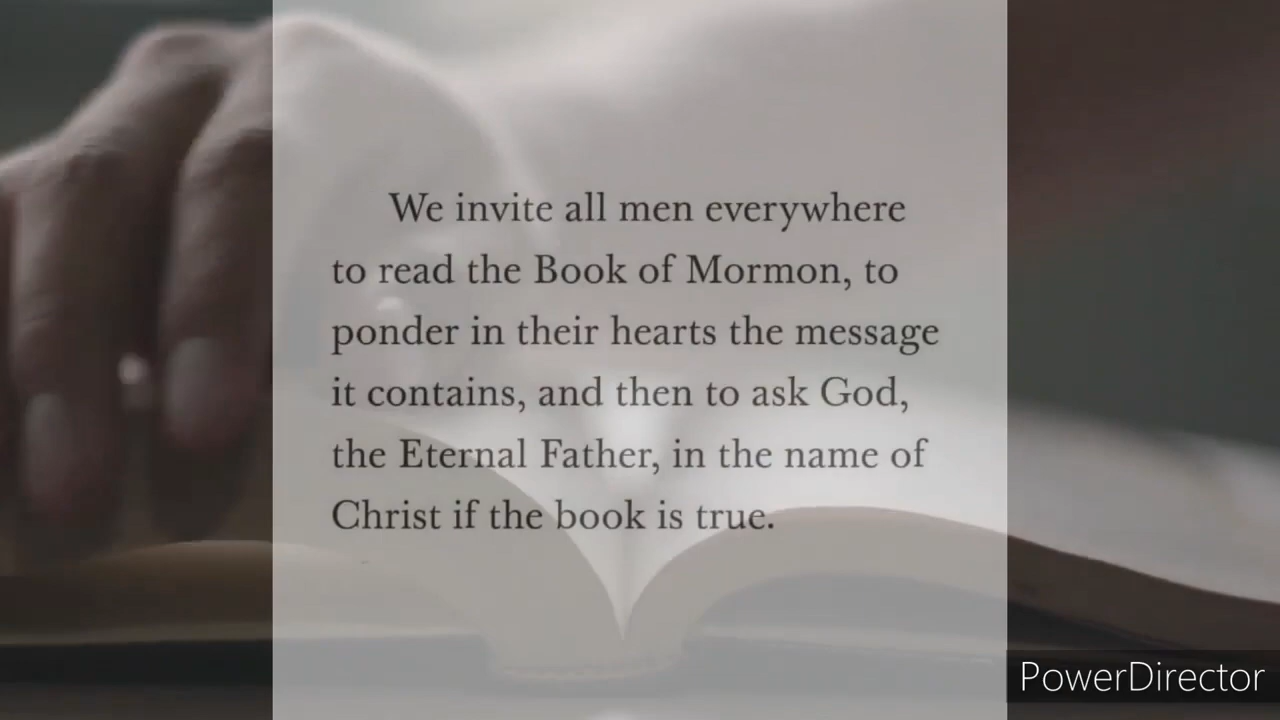 We invite all men everywhere
to read the Book of Mormon, to
ponder in their hearts the message
it contains, and then to ask God,
the Eternal Father, in the name of
Christ if the book is true.
PowerDirector